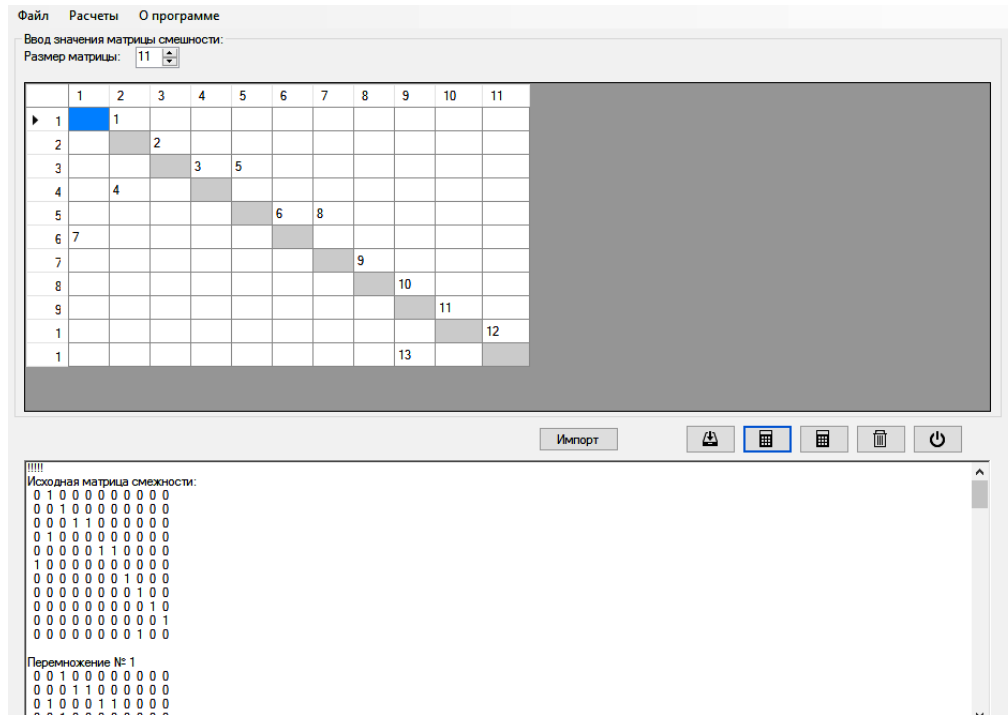 Файл Расчеты О программе
Ввод значения матрицы смешности:
Размер матрицы: 11
1 2 3 4 5 6 7 8 9 10 11
1 1
2 2
3 3 5
4 4
5 6 8
6 7
7 9
8 10
9 11
1 12
1 13
Импорт
!!!!!
Исходная матрица смежности:
0 1 0 0 0 0 0 0 0 0 0
0 0 1 0 0 0 0 0 0 0 0
0 0 0 1 1 0 0 0 0 0 0
0 1 0 0 0 0 0 0 0 0 0
0 0 0 0 0 1 1 0 0 0 0
1 0 0 0 0 0 0 0 0 0 0
0 0 0 0 0 0 0 1 0 0 0
0 0 0 0 0 0 0 0 1 0 0
0 0 0 0 0 0 0 0 0 1 0
0 0 0 0 0 0 0 0 0 0 1
0 0 0 0 0 0 0 0 1 0 0
Перемножение № 1
0 0 1 0 0 0 0 0 0 0 0
0 0 0 1 1 0 0 0 0 0 0
0 1 0 0 0 1 1 0 0 0 0